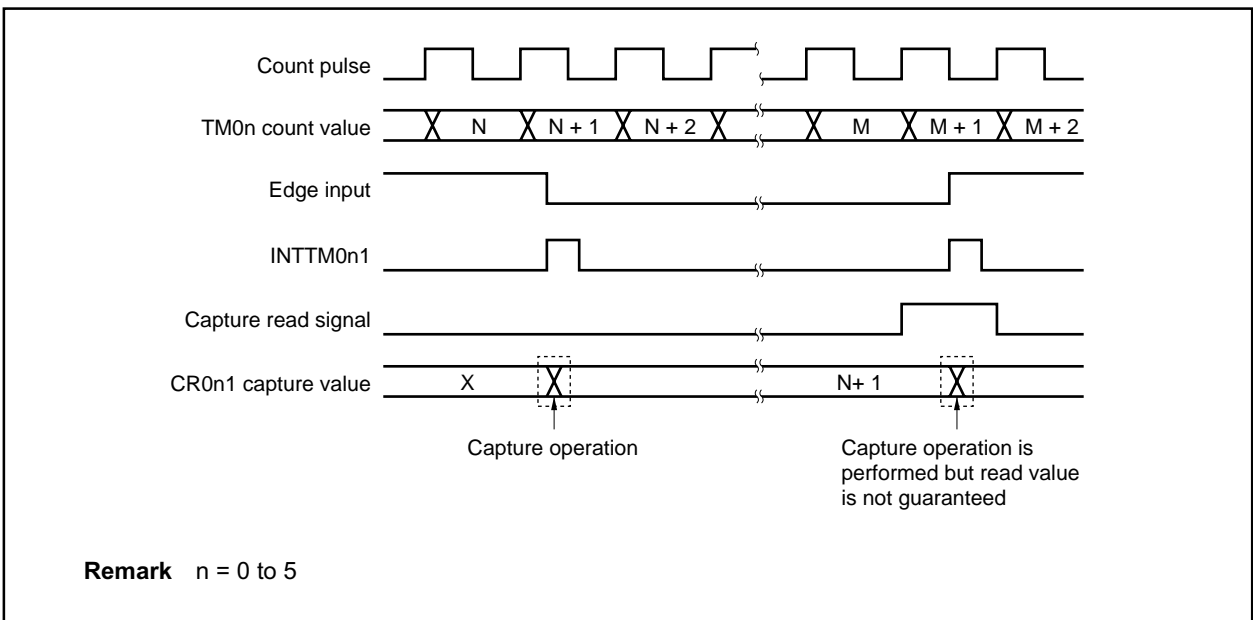 Count pulse
TM0n count value
N
N + 1
N + 2
M
M + 1
M + 2
Edge input
INTTM0n1
Capture read signal
CR0n1 capture value
X
N+ 1
Capture operation
Capture operation is
performed but read value
is not guaranteed
Remark n = 0 to 5